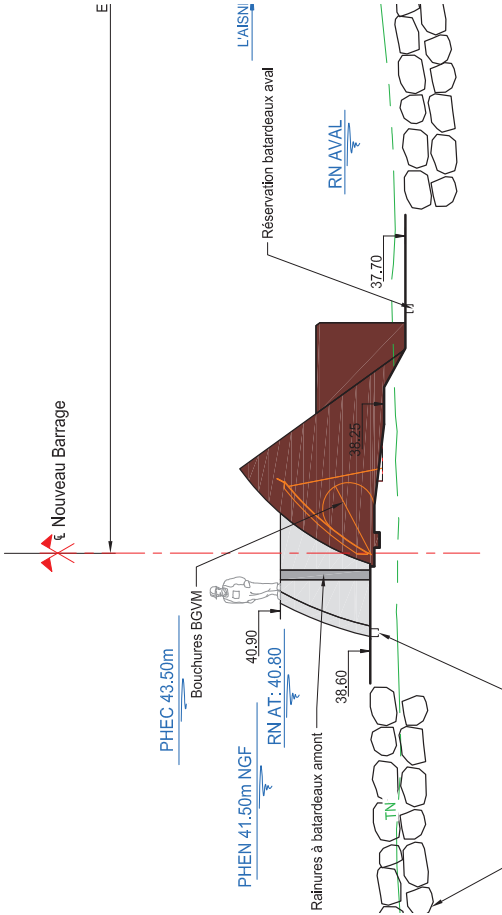 E
L'AISN
℄ Nouveau Barrage
Réservation batardeaux aval
RN AVAL
37.70
38.25
Bouchures BGVM
PHEC 43.50m
40.90
RN AT: 40.80
38.60
PHEN 41.50m NGF
Rainures à batardeaux amont
TN